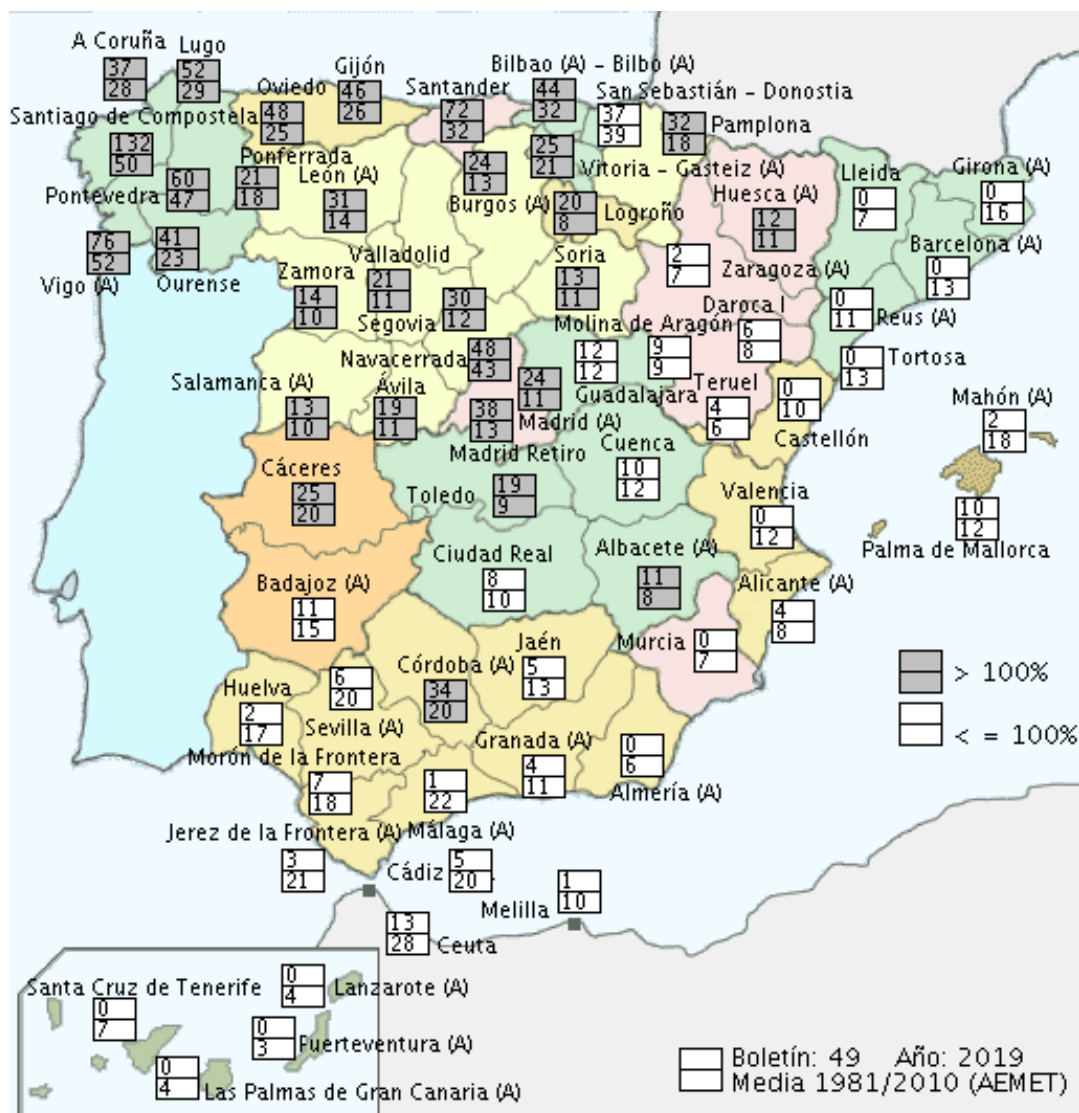 A Coruña
37
28
Lugo
52
29
Oviedo
48
25
Gijón
46
26
Santander
72
32
Bilbao (A) - Bilbo (A)
44
32
San Sebastián - Donostia
37
39
Pamplona
32
18
Santiago de Compostela
132
50
Pontevedra
60
47
Ponferrada
21
18
León (A)
31
14
Burgos (A)
24
13
Vitoria - Gasteiz (A)
25
21
Logroño
20
8
Huesca (A)
12
11
Lleida
0
7
Girona (A)
0
16
Vigo (A)
76
52
Ourense
41
23
Zamora
14
10
Valladolid
21
11
Segovia
30
12
Soria
13
11
Zaragoza (A)
2
7
Daroca I
6
8
Barcelona (A)
0
13
Reus (A)
0
11
Tortosa
0
13
Navacerrada
48
43
Molina de Aragón
9
9
Guadalajara
12
12
Salamanca (A)
13
10
Ávila
19
11
Madrid (A)
24
11
Madrid Retiro
38
13
Teruel
4
6
Castellón
0
10
Mahón (A)
2
18
Palma de Mallorca
10
12
Cáceres
25
20
Toledo
19
9
Cuenca
10
12
Valencia
0
12
Badajoz (A)
11
15
Ciudad Real
8
10
Albacete (A)
11
8
Alicante (A)
4
8
Murcia
0
7
Huelva
2
17
Sevilla (A)
6
20
Córdoba (A)
34
20
Jaén
5
13
Granada (A)
4
11
Almería (A)
0
6
Morón de la Frontera
7
18
Málaga (A)
1
22
Jerez de la Frontera (A)
3
21
Cádiz
5
20
Melilla
1
10
Ceuta
13
28
> 100%
< = 100%
Santa Cruz de Tenerife
0
7
Lanzarote (A)
0
4
Fuerteventura (A)
0
3
Las Palmas de Gran Canaria (A)
0
4
Boletín: 49 Año: 2019
Media 1981/2010 (AEMET)